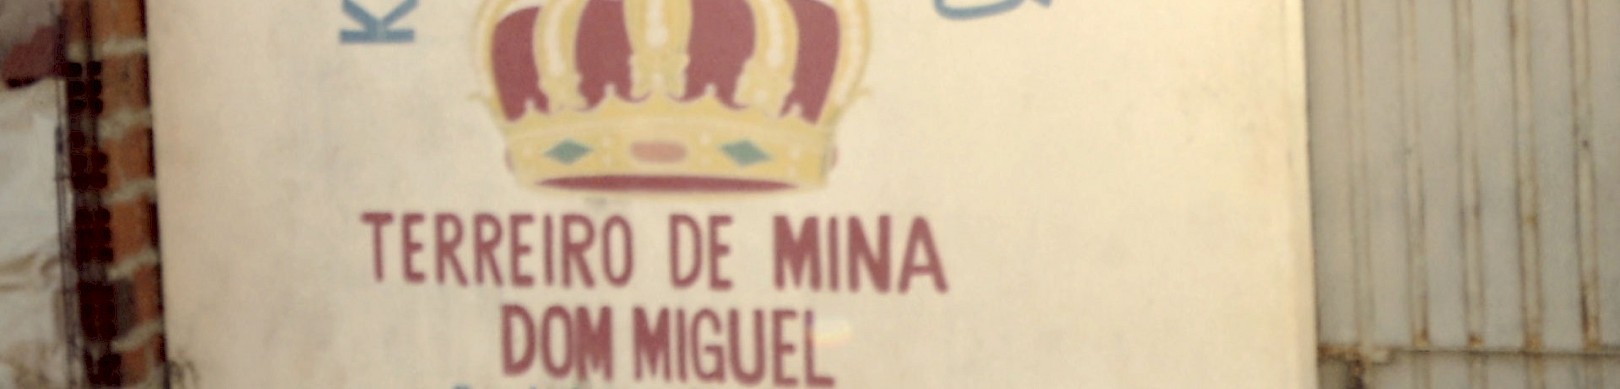 K
TERREIRO DE MINA
DOM MIGUEL